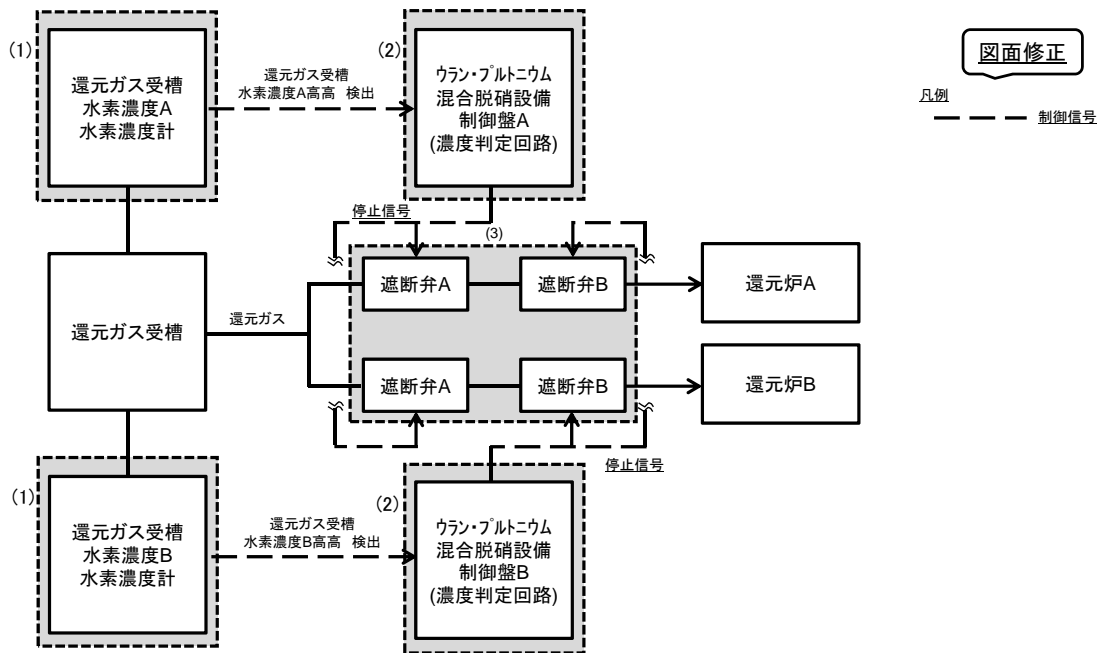 (1)
還元ガス受槽
水素濃度A
水素濃度計
還元ガス受槽
水素濃度A高高 検出
(2)
ウラン・プルトニウム
混合脱硝設備
制御盤A
(濃度判定回路)
図面修正
凡例
制御信号
停止信号
(3)
遮断弁A
遮断弁B
還元炉A
還元ガス受槽
還元ガス
遮断弁A
遮断弁B
還元炉B
停止信号
(1)
還元ガス受槽
水素濃度B
水素濃度計
還元ガス受槽
水素濃度B高高 検出
(2)
ウラン・プルトニウム
混合脱硝設備
制御盤B
(濃度判定回路)